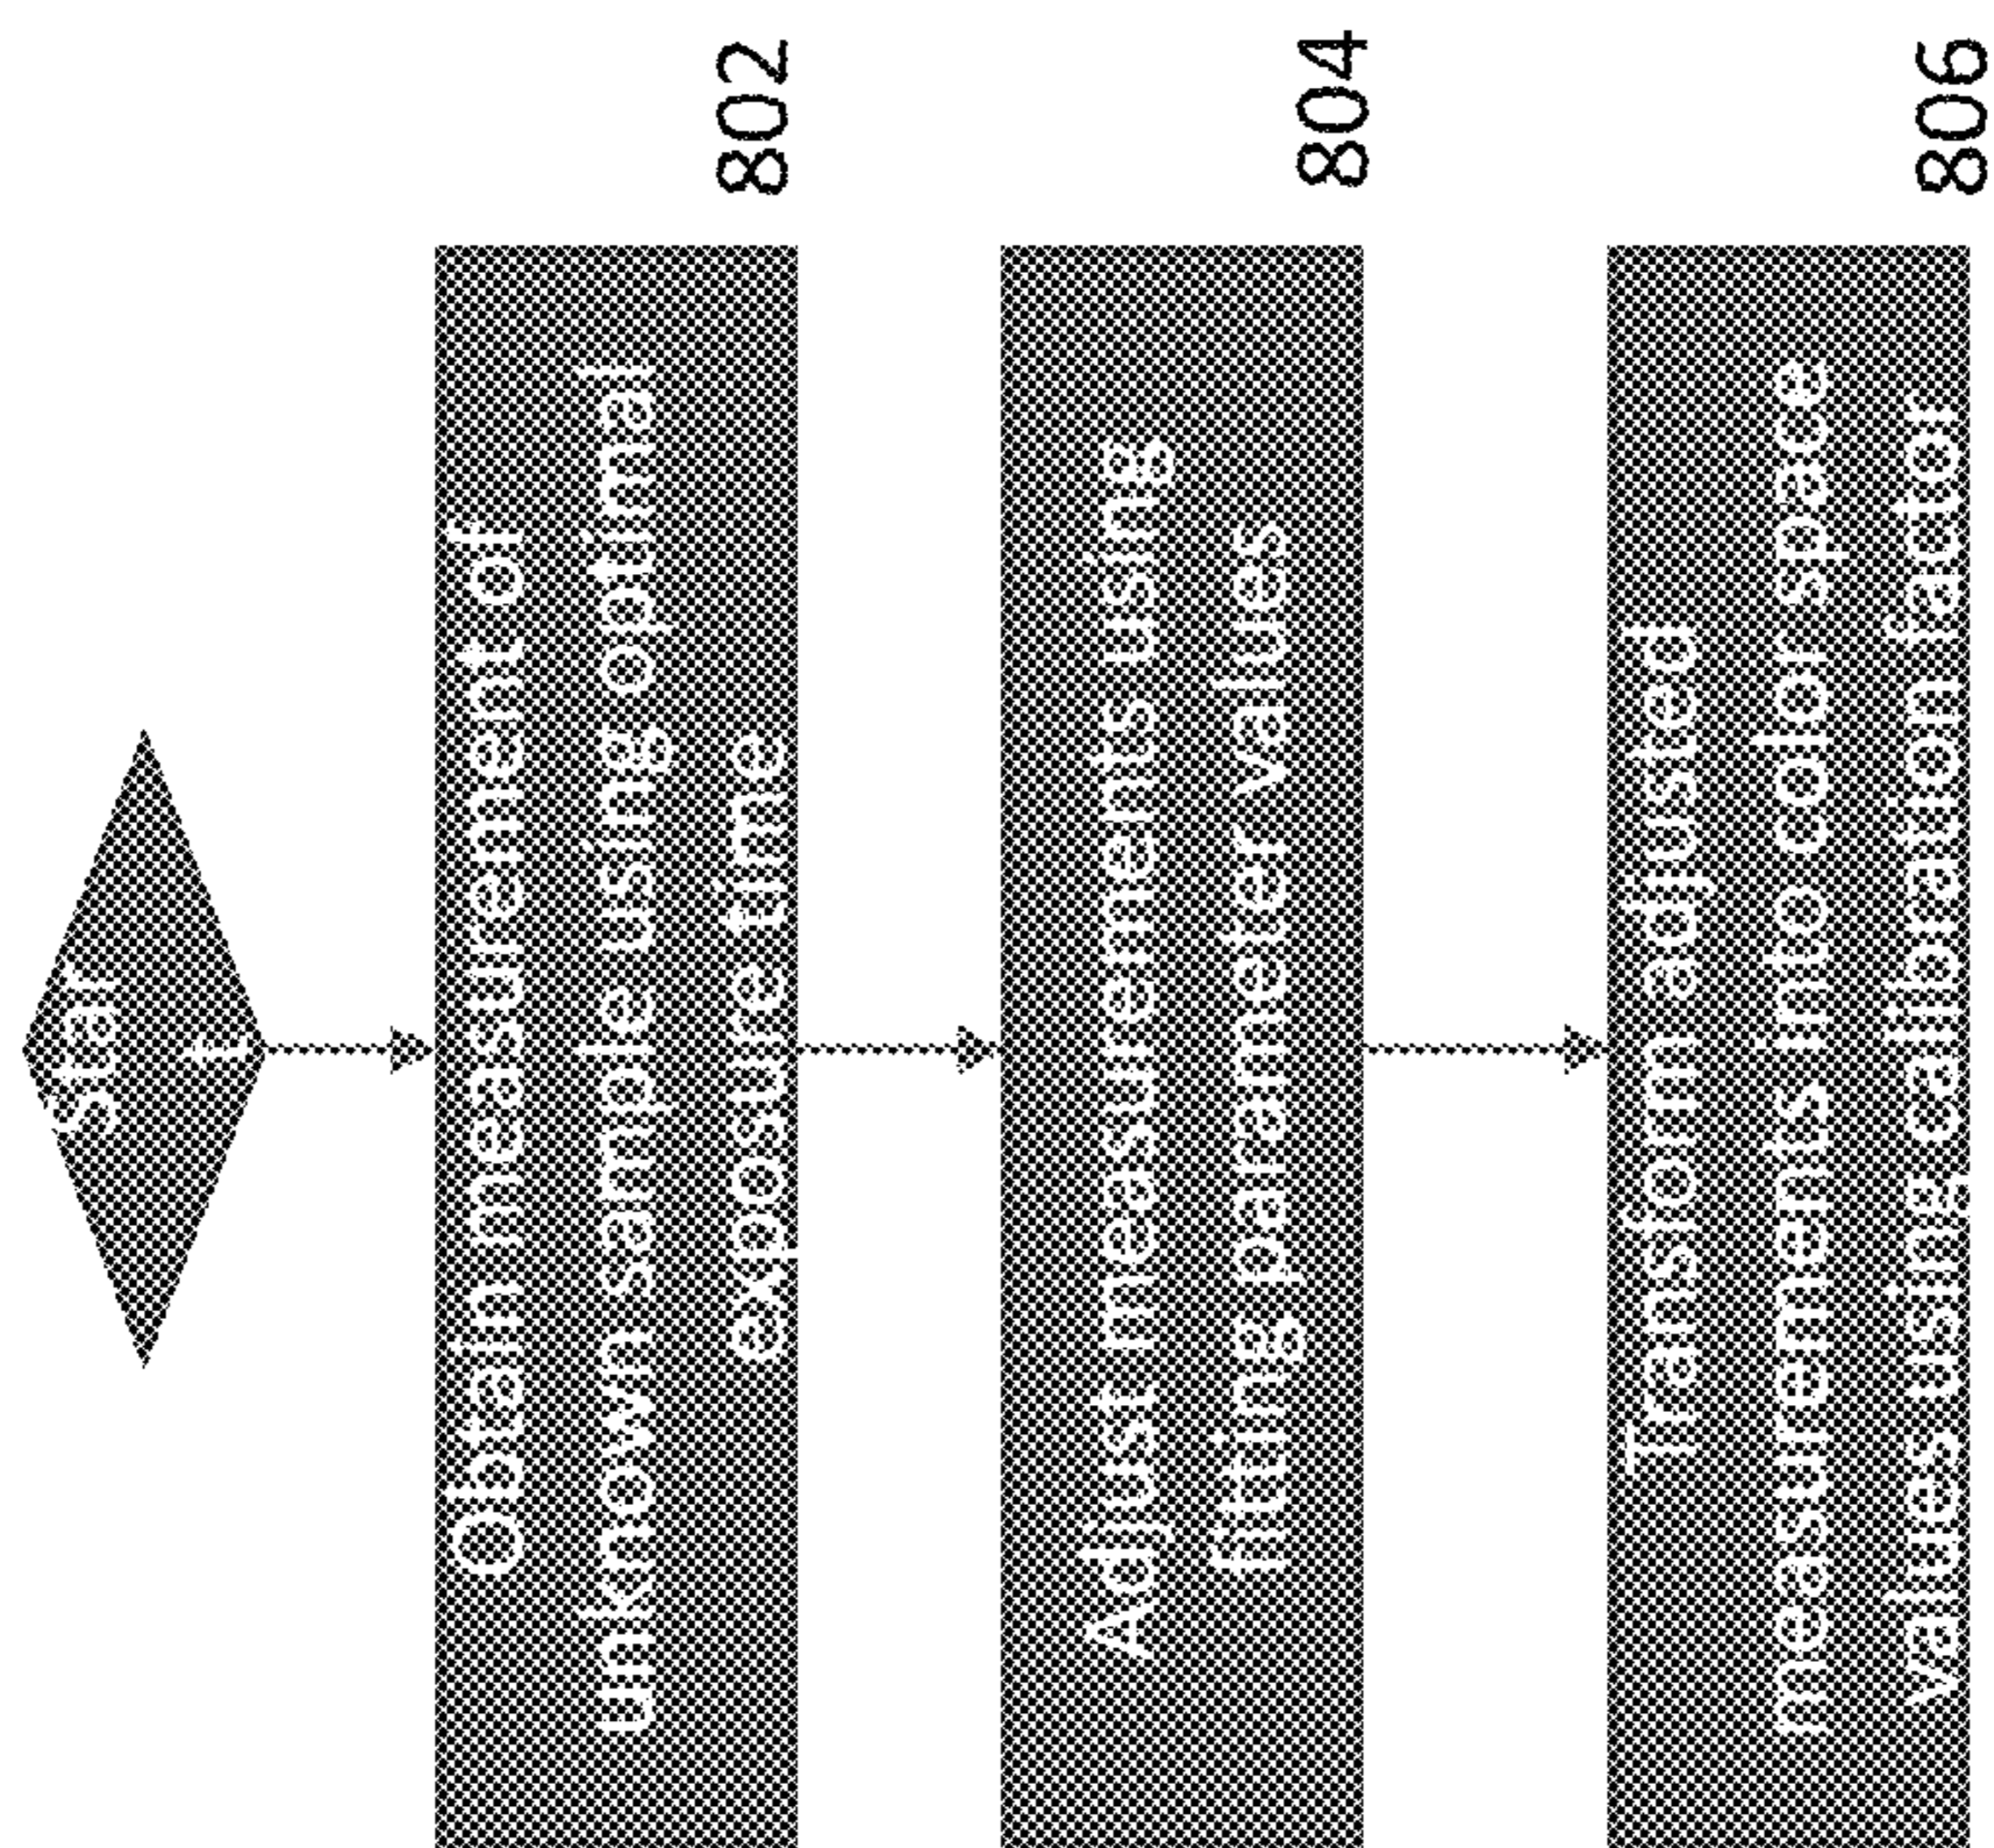 Star
t
Obtain measurement of
unknown sample using optimal
exposure time
802
Adjust measurements using
fitting parameter values
804
Transform adjusted
measurements into color space
values using calibration factor
806